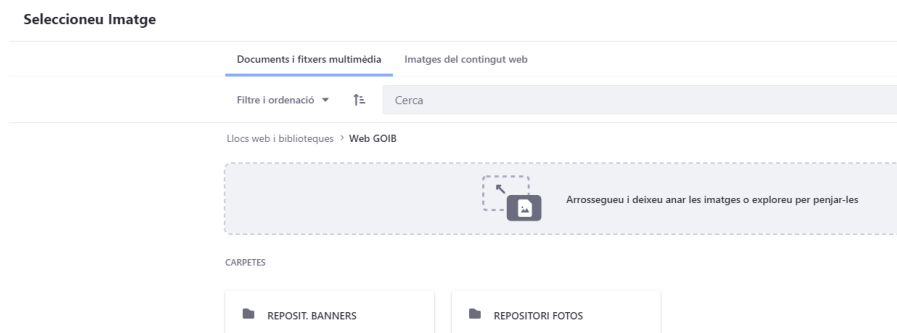 Seleccioneu Imatge
Documents i fitxers multimèdia Imatges del contingut web
Filtre i ordenació Cerca
Llocs web i biblioteques > Web GOIB
Arrossegueu i deixeu anar les imatges o exploreu per penjar-les
CARPETES
REPOSIT. BANNERS REPOSITORI FOTOS